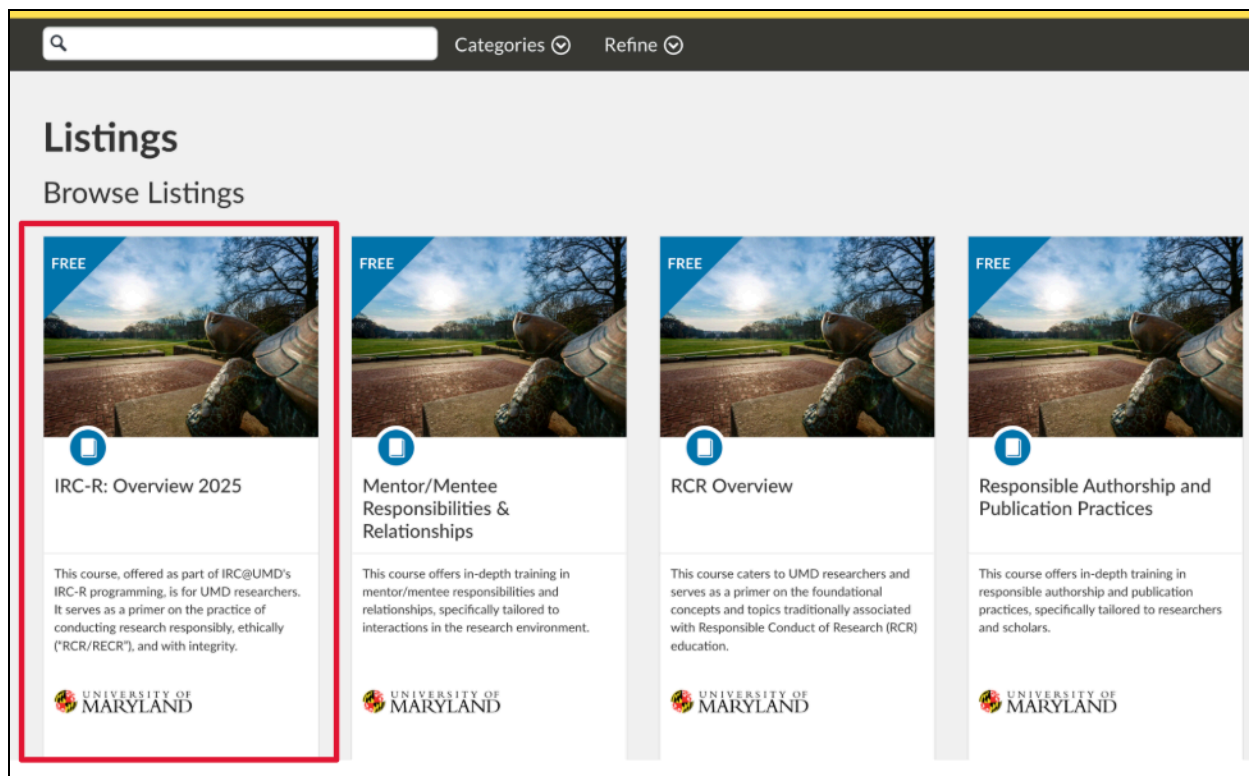 Categories
Refine
Listings
Browse Listings
FREE
IRC-R: Overview 2025
This course, offered as part of IRC@UMD's
IRC-R programming, is for UMD researchers.
It serves as a primer on the practice of
conducting research responsibly, ethically
("RCR/RECR"), and with integrity.
UNIVERSITY OF
MARYLAND
FREE
Mentor/Mentee
Responsibilities &
Relationships
This course offers in-depth training in
mentor/mentee responsibilities and
relationships, specifically tailored to
interactions in the research environment.
UNIVERSITY OF
MARYLAND
FREE
RCR Overview
This course caters to UMD researchers and
serves as a primer on the foundational
concepts and topics traditionally associated
with Responsible Conduct of Research (RCR)
education.
UNIVERSITY OF
MARYLAND
FREE
Responsible Authorship and
Publication Practices
This course offers in-depth training in
responsible authorship and publication
practices, specifically tailored to researchers
and scholars.
UNIVERSITY OF
MARYLAND